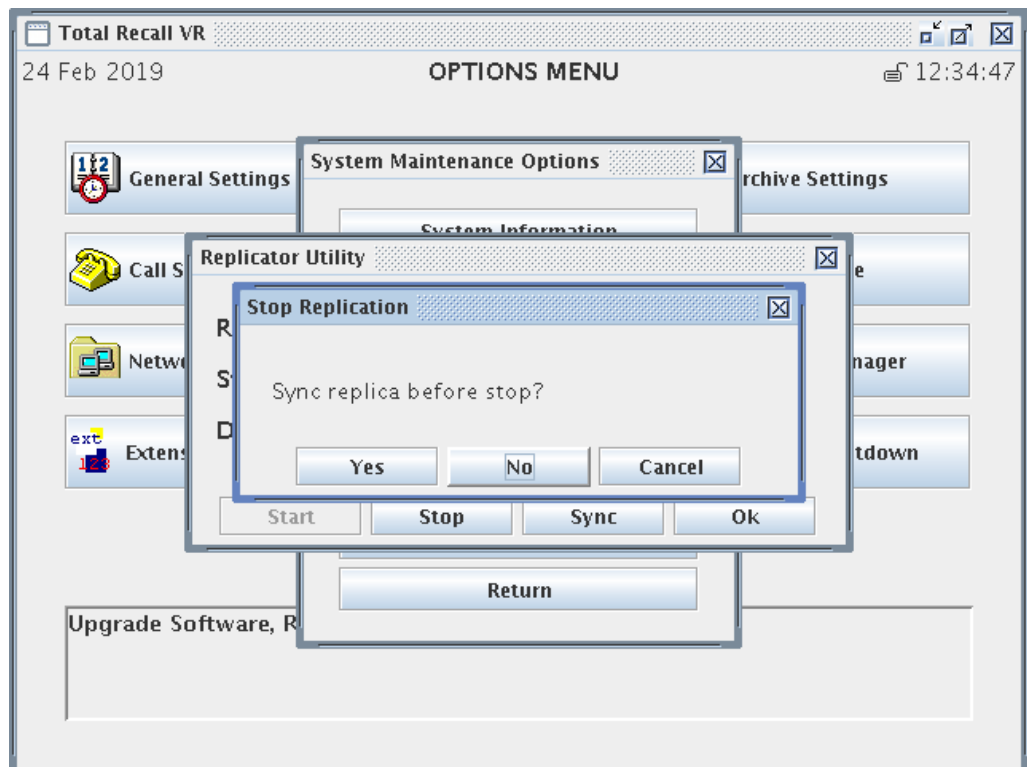 Total Recall VR
24 Feb 2019 OPTIONS MENU 12:34:47
General Settings
System Maintenance Options
rchive Settings
System Information
Call S
Replicator Utility
e
Stop Replication
R
Netwo
nager
S
Sync replica before stop?
D
ext
123
Extens
Yes No Cancel
tdown
Start Stop Sync Ok
Return
Upgrade Software, R